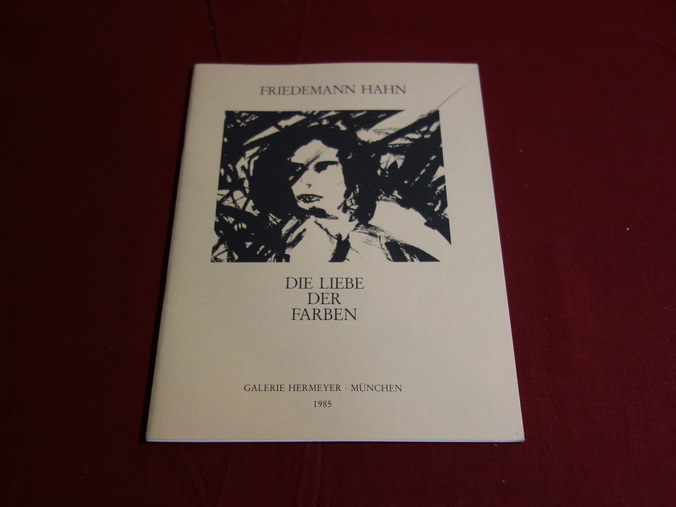 FRIEDEMANN HAHN
DIE LIEBE
DER
FARBEN
GALERIE HERMEYER · MÜNCHEN
1985